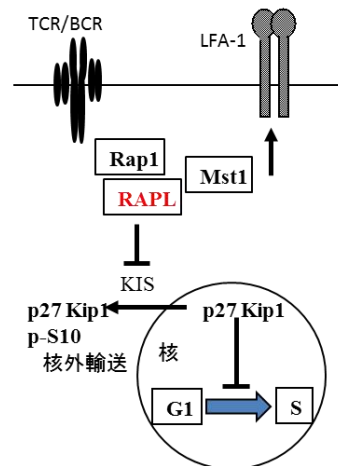 TCR/BCR
LFA-1
Rap1
Mst1
RAPL
KIS
p27 Kip1
p-S10
核外輸送
p27 Kip1
核
G1
S